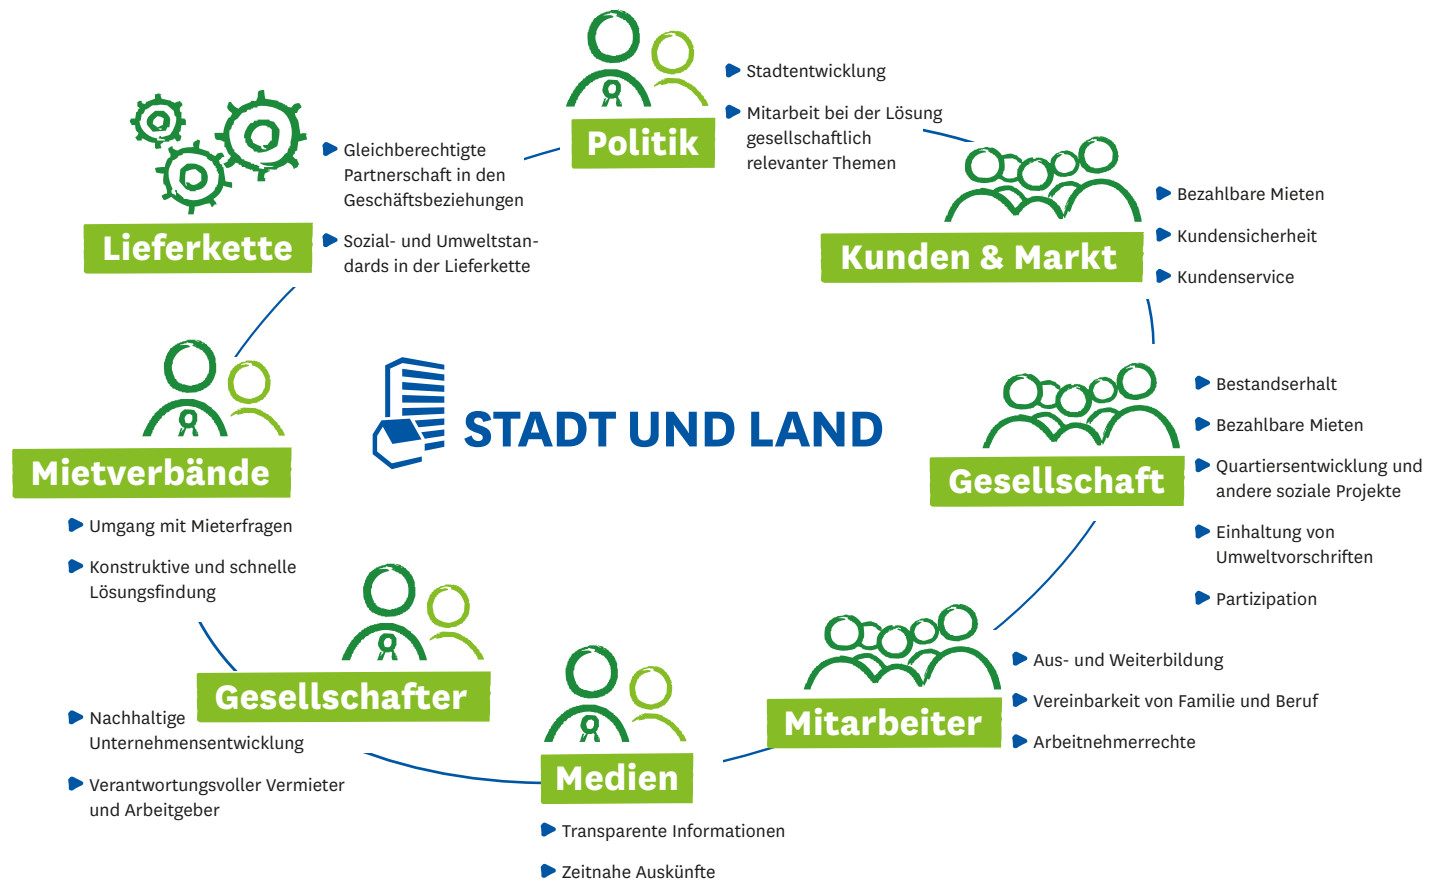 Politik
Stadtentwicklung
Mitarbeit bei der Lösung
gesellschaftlich
relevanter Themen
Kunden & Markt
Bezahlbare Mieten
Kundensicherheit
Kundenservice
Gesellschaft
Bestandserhalt
Bezahlbare Mieten
Quartiersentwicklung und
andere soziale Projekte
Einhaltung von
Umweltvorschriften
Partizipation
Mitarbeiter
Aus- und Weiterbildung
Vereinbarkeit von Familie und Beruf
Arbeitnehmerrechte
Medien
Transparente Informationen
Zeitnahe Auskünfte
Gesellschafter
Nachhaltige
Unternehmensentwicklung
Verantwortungsvoller Vermieter
und Arbeitgeber
Mietverbände
Umgang mit Mieterfragen
Konstruktive und schnelle
Lösungsfindung
Lieferkette
Gleichberechtigte
Partnerschaft in den
Geschäftsbeziehungen
Sozial- und Umweltstan-
dards in der Lieferkette
STADT UND LAND